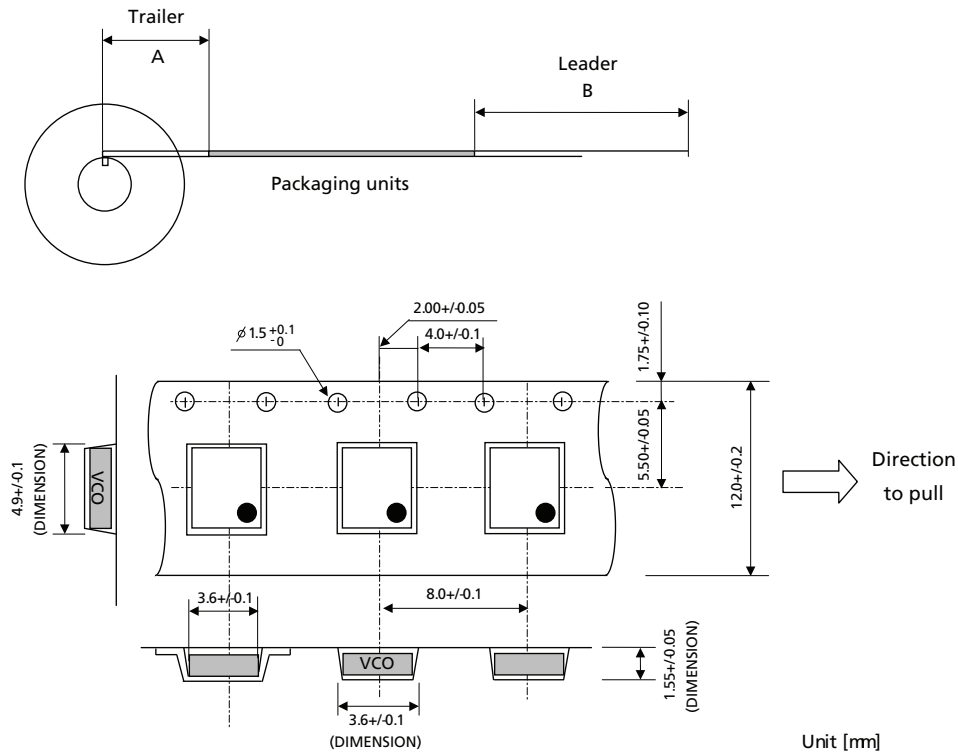 Trailer
A
Leader
B
Packaging units
2.00+/-0.05
⌀1.5 +0.1 -0
4.0+/-0.1
1.75+/-0.10
5.50+/-0.05
12.0+/-0.2
4.9+/-0.1
(DIMENSION)
VCO
Direction
to pull
3.6+/-0.1
8.0+/-0.1
VCO
1.55+/-0.05
(DIMENSION)
3.6+/-0.1
(DIMENSION)
Unit [mm]